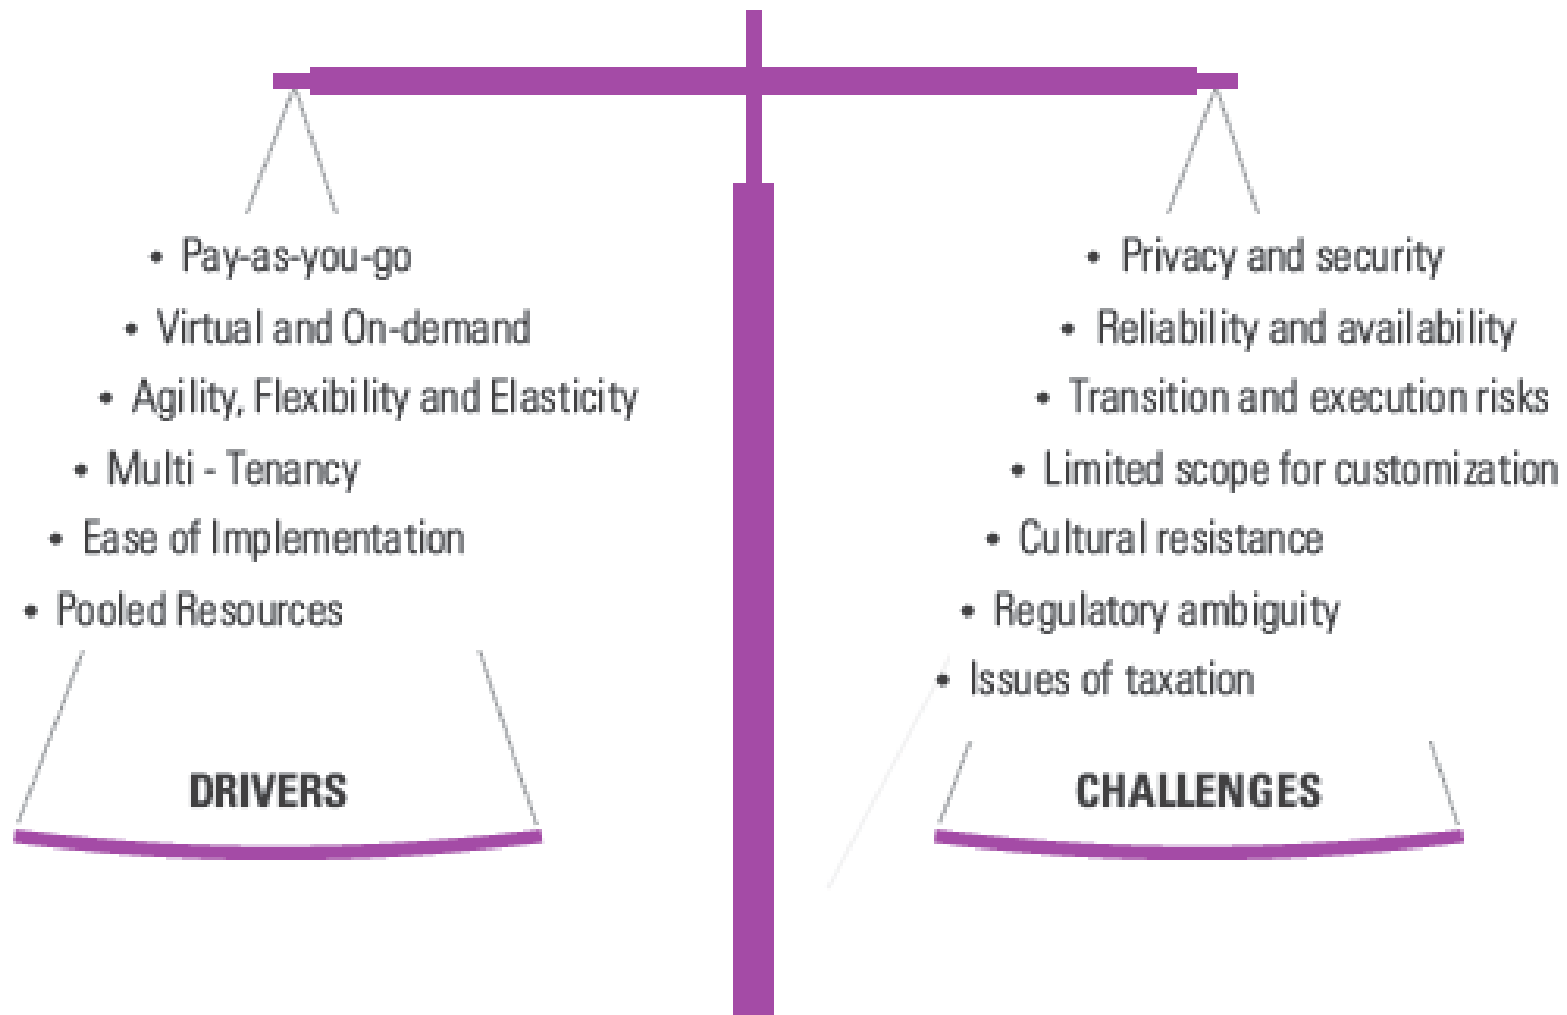 • Pay-as-you-go
• Virtual and On-demand
• Agility, Flexibility and Elasticity
• Multi - Tenancy
• Ease of Implementation
• Pooled Resources
DRIVERS
• Privacy and security
• Reliability and availability
• Transition and execution risks
• Limited scope for customization
• Cultural resistance
• Regulatory ambiguity
• Issues of taxation
CHALLENGES